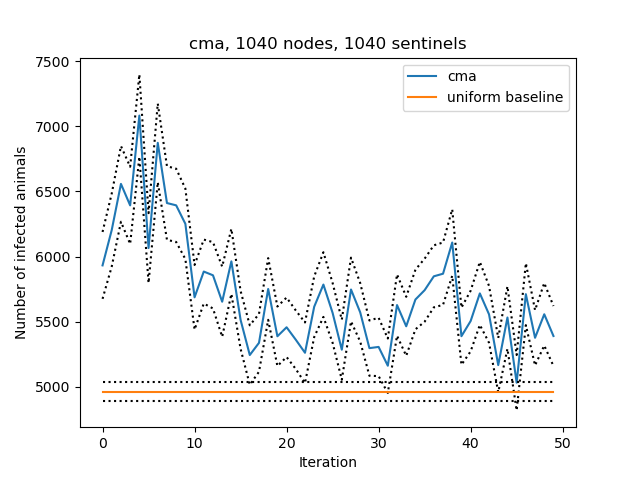 cma, 1040 nodes, 1040 sentinels
cma
uniform baseline
Number of infected animals
7500
7000
6500
6000
5500
5000
0 10 20 30 40 50
Iteration